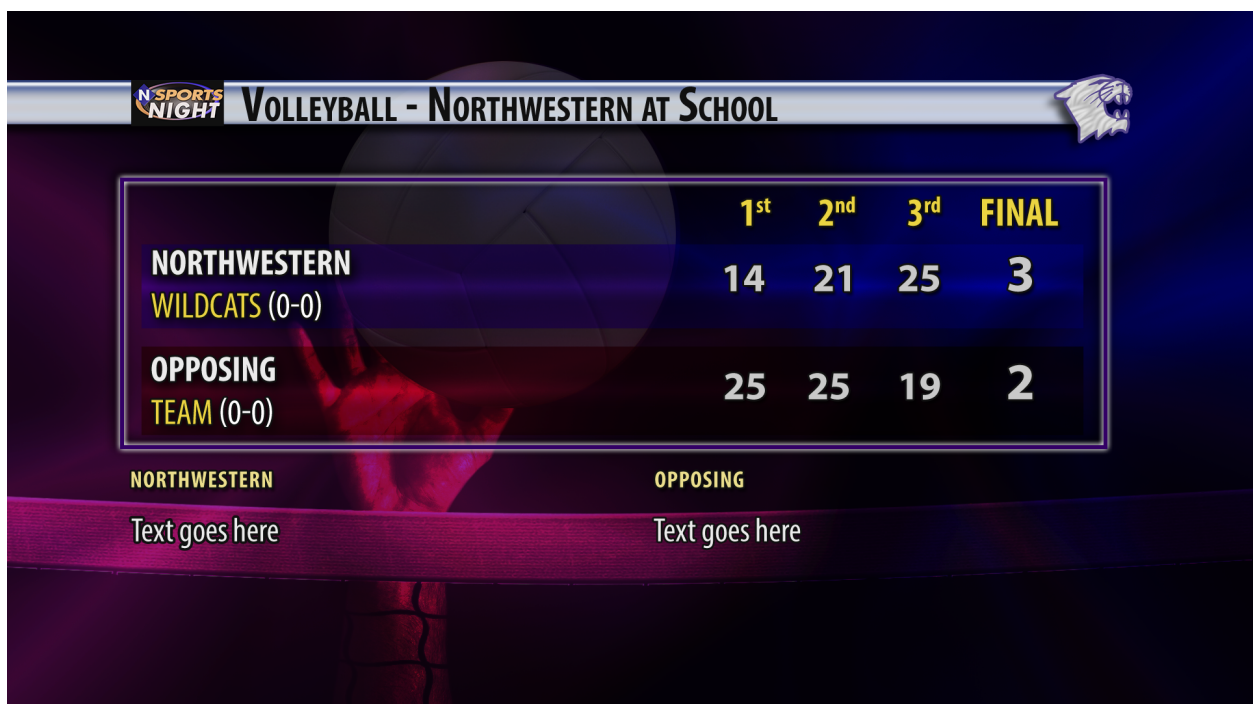 N SPORTS NIGHT VOLLEYBALL - NORTHWESTERN AT SCHOOL
1st 2nd 3rd FINAL
NORTHWESTERN 14 21 25 3
WILDCATS (0-0)
OPPOSING 25 25 19 2
TEAM (0-0)
NORTHWESTERN OPPOSING
Text goes here Text goes here